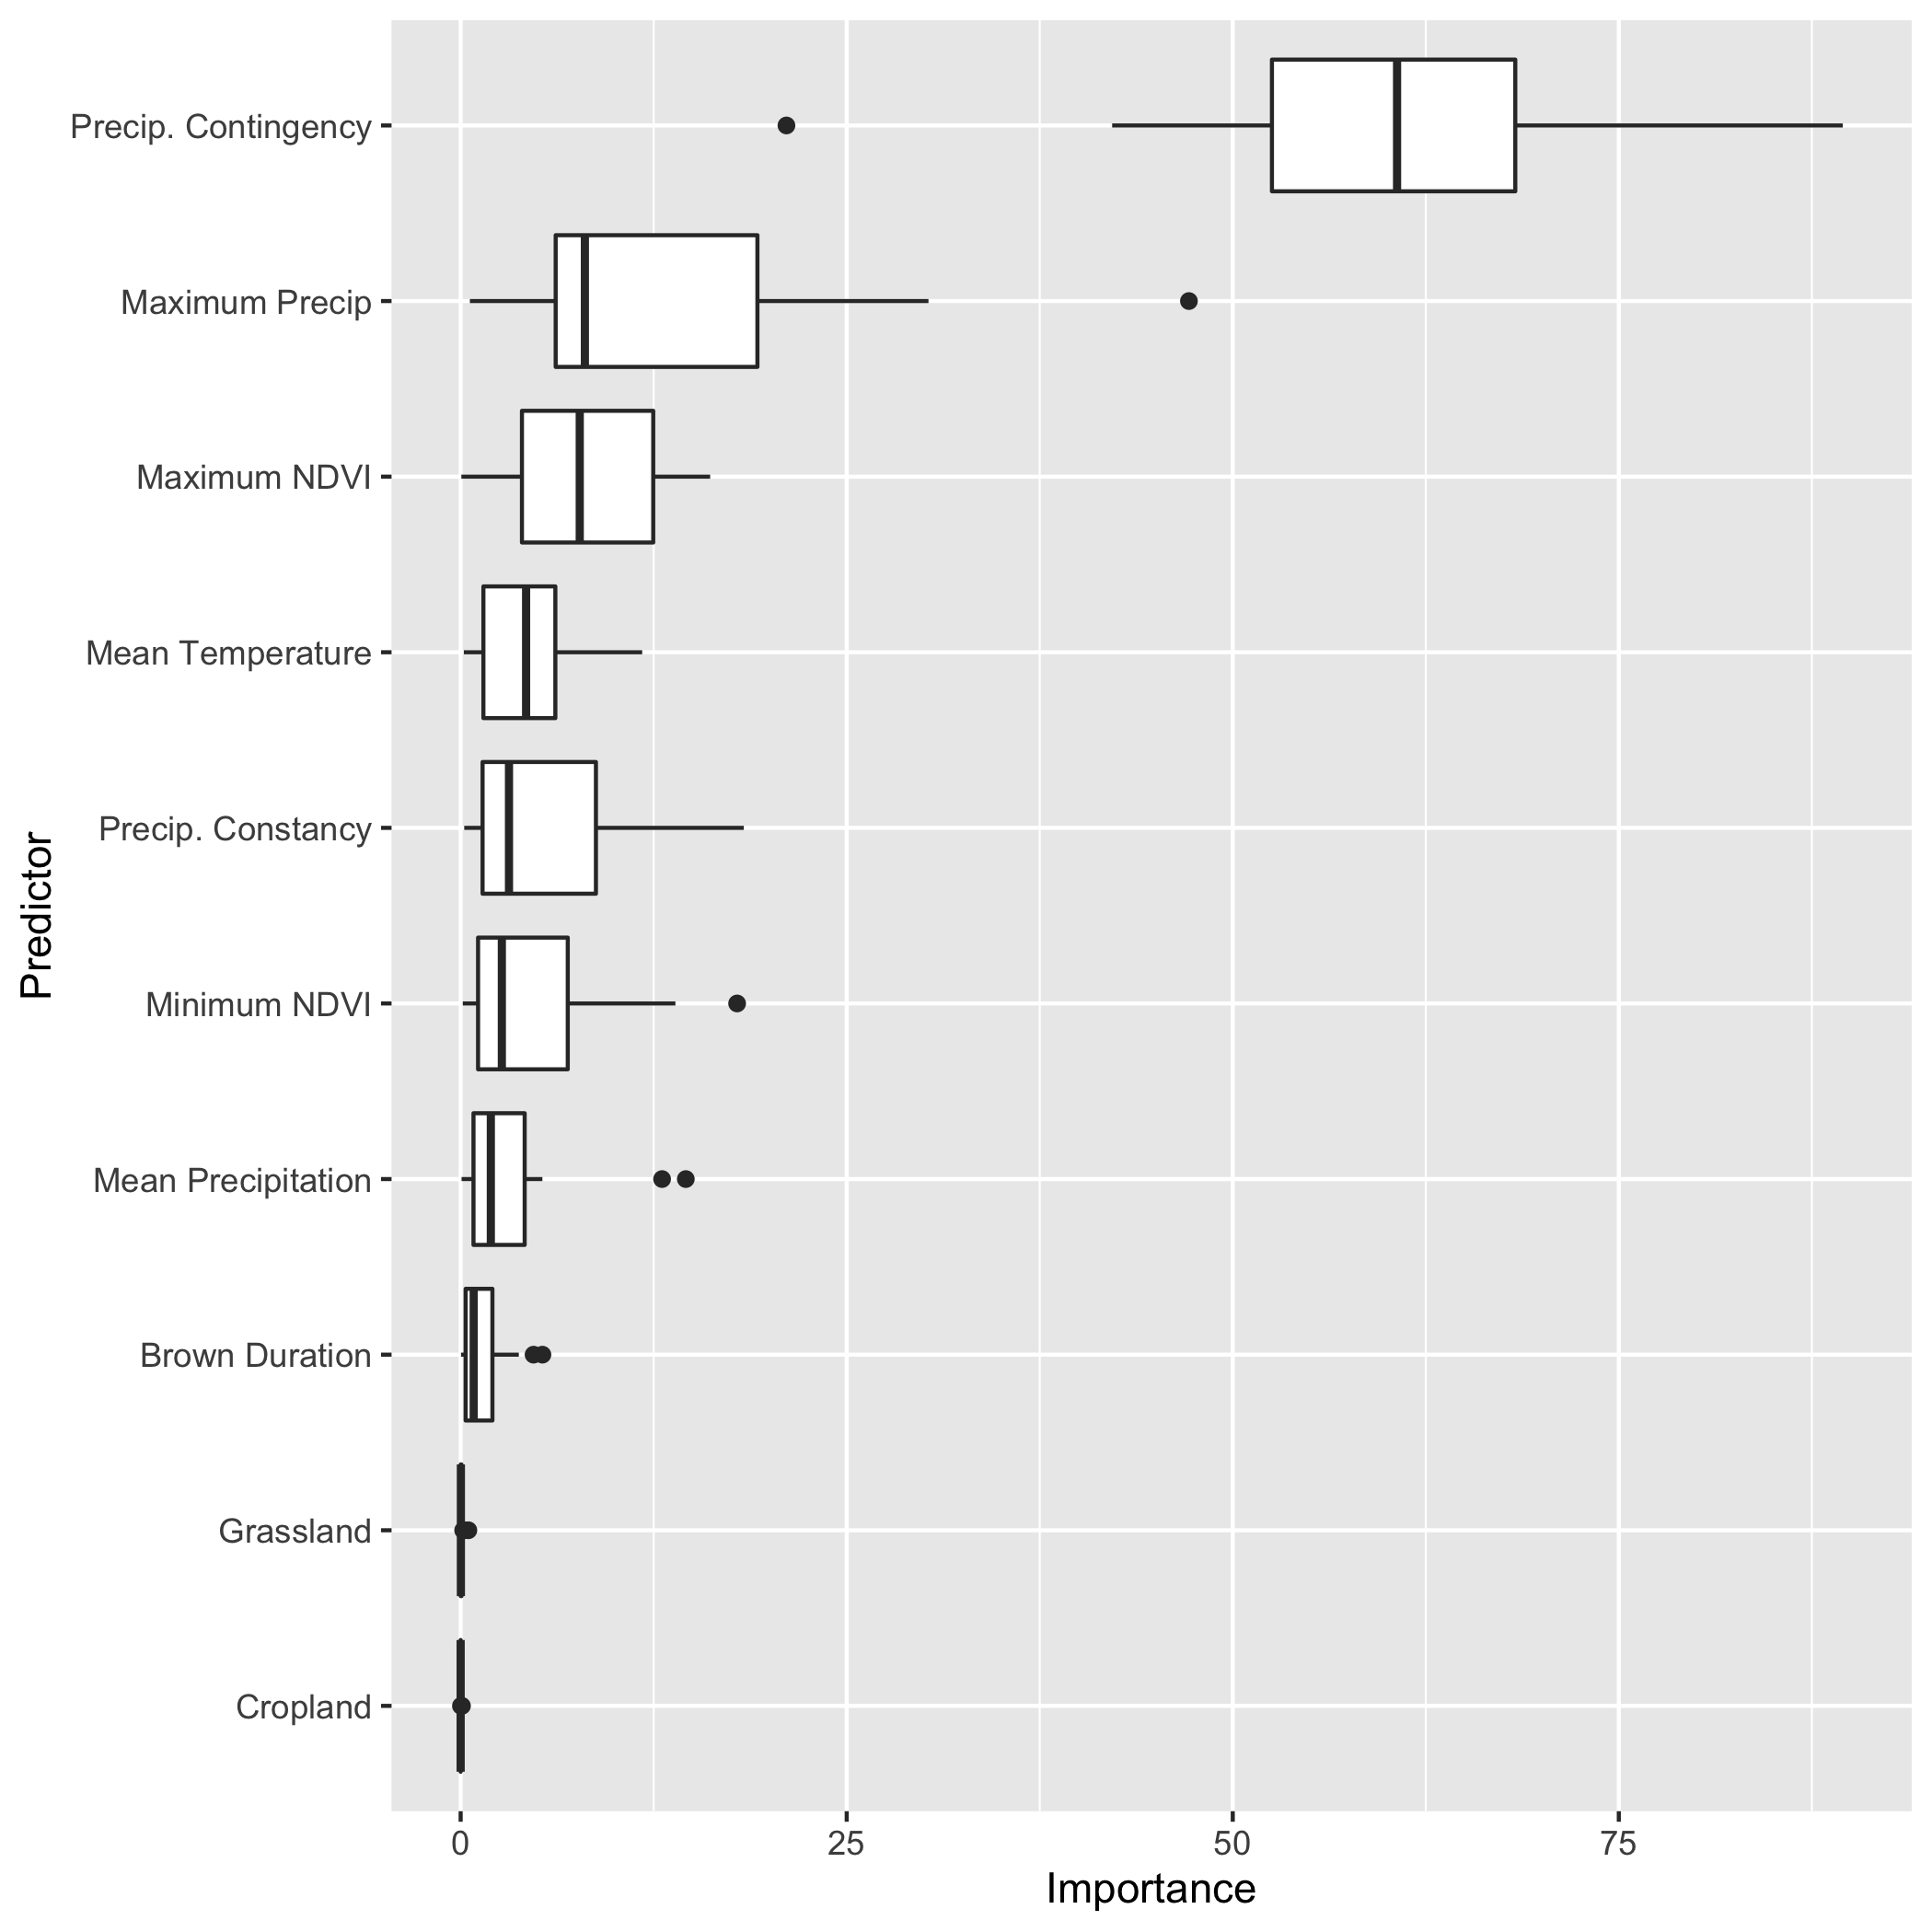 Precip. Contingency
Maximum Precip
Maximum NDVI
Mean Temperature
Precip. Constancy
Minimum NDVI
Mean Precipitation
Brown Duration
Grassland
Cropland
Predictor
0 25 50 75
Importance